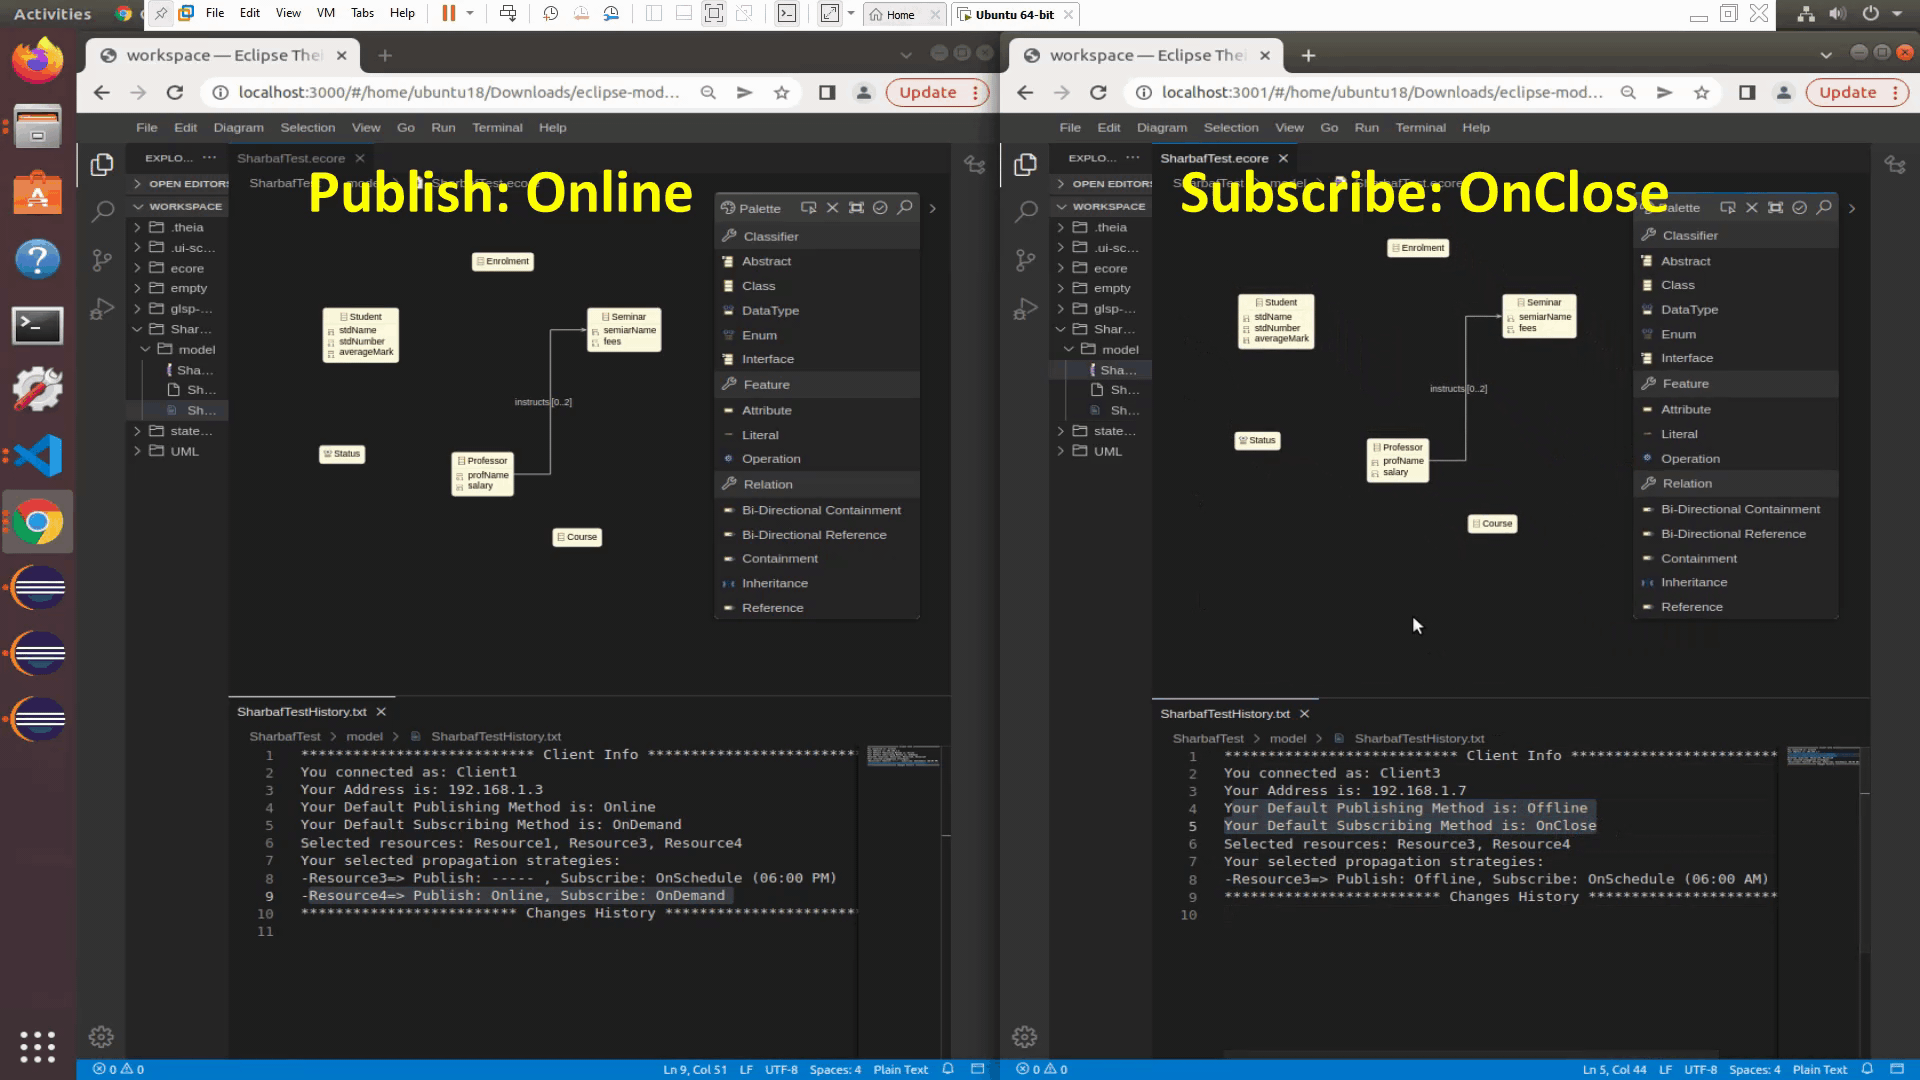 Activities
File Edit View VM Tabs Help
Home
Ubuntu 64-bit
workspace — Eclipse Thei
localhost:3000/#/home/ubuntu18/Downloads/eclipse-mod...
Update
File Edit Diagram Selection View Go Run Terminal Help
EXPLO... ...
OPEN EDITORS
WORKSPACE
.theia
.ui-sc...
ecore
empty
glsp-...
Shar...
model
Sha...
Sh...
Sh...
state...
UML
SharbafTest.ecore
Publish: Online
Enrolment
Student
stdName
stdNumber
averageMark
Seminar
semiarName
fees
instructs[0..2]
Status
Professor
profName
salary
Course
Palette
Classifier
Abstract
Class
DataType
Enum
Interface
Feature
Attribute
Literal
Operation
Relation
Bi-Directional Containment
Bi-Directional Reference
Containment
Inheritance
Reference
SharbafTestHistory.txt
SharbafTest > model > SharbafTestHistory.txt
1 *************************** Client Info ************************
2 You connected as: Client1
3 Your Address is: 192.168.1.3
4 Your Default Publishing Method is: Online
5 Your Default Subscribing Method is: OnDemand
6 Selected resources: Resource1, Resource3, Resource4
7 Your selected propagation strategies:
8 -Resource3=> Publish: ----- , Subscribe: OnSchedule (06:00 PM)
9 -Resource4=> Publish: Online, Subscribe: OnDemand
10 ************************* Changes History **********************
11
0 0
Ln 9, Col 51 LF UTF-8 Spaces: 4 Plain Text
workspace — Eclipse Thei
localhost:3001/#/home/ubuntu18/Downloads/eclipse-mod...
Update
File Edit Diagram Selection View Go Run Terminal Help
EXPLO... ...
OPEN EDITORS
WORKSPACE
.theia
.ui-sc...
ecore
empty
glsp-...
Shar...
model
Sha...
Sh...
Sh...
state...
UML
SharbafTest.ecore
Subscribe: OnClose
Enrolment
Student
stdName
stdNumber
averageMark
Seminar
semiarName
fees
instructs[0..2]
Status
Professor
profName
salary
Course
Palette
Classifier
Abstract
Class
DataType
Enum
Interface
Feature
Attribute
Literal
Operation
Relation
Bi-Directional Containment
Bi-Directional Reference
Containment
Inheritance
Reference
SharbafTestHistory.txt
SharbafTest > model > SharbafTestHistory.txt
1 *************************** Client Info **********************
2 You connected as: Client3
3 Your Address is: 192.168.1.7
4 Your Default Publishing Method is: Offline
5 Your Default Subscribing Method is: OnClose
6 Selected resources: Resource3, Resource4
7 Your selected propagation strategies:
8 -Resource3=> Publish: Offline, Subscribe: OnSchedule (06:00 AM)
9 ************************* Changes History **********************
10
0 0
Ln 5, Col 44 LF UTF-8 Spaces: 4 Plain Text